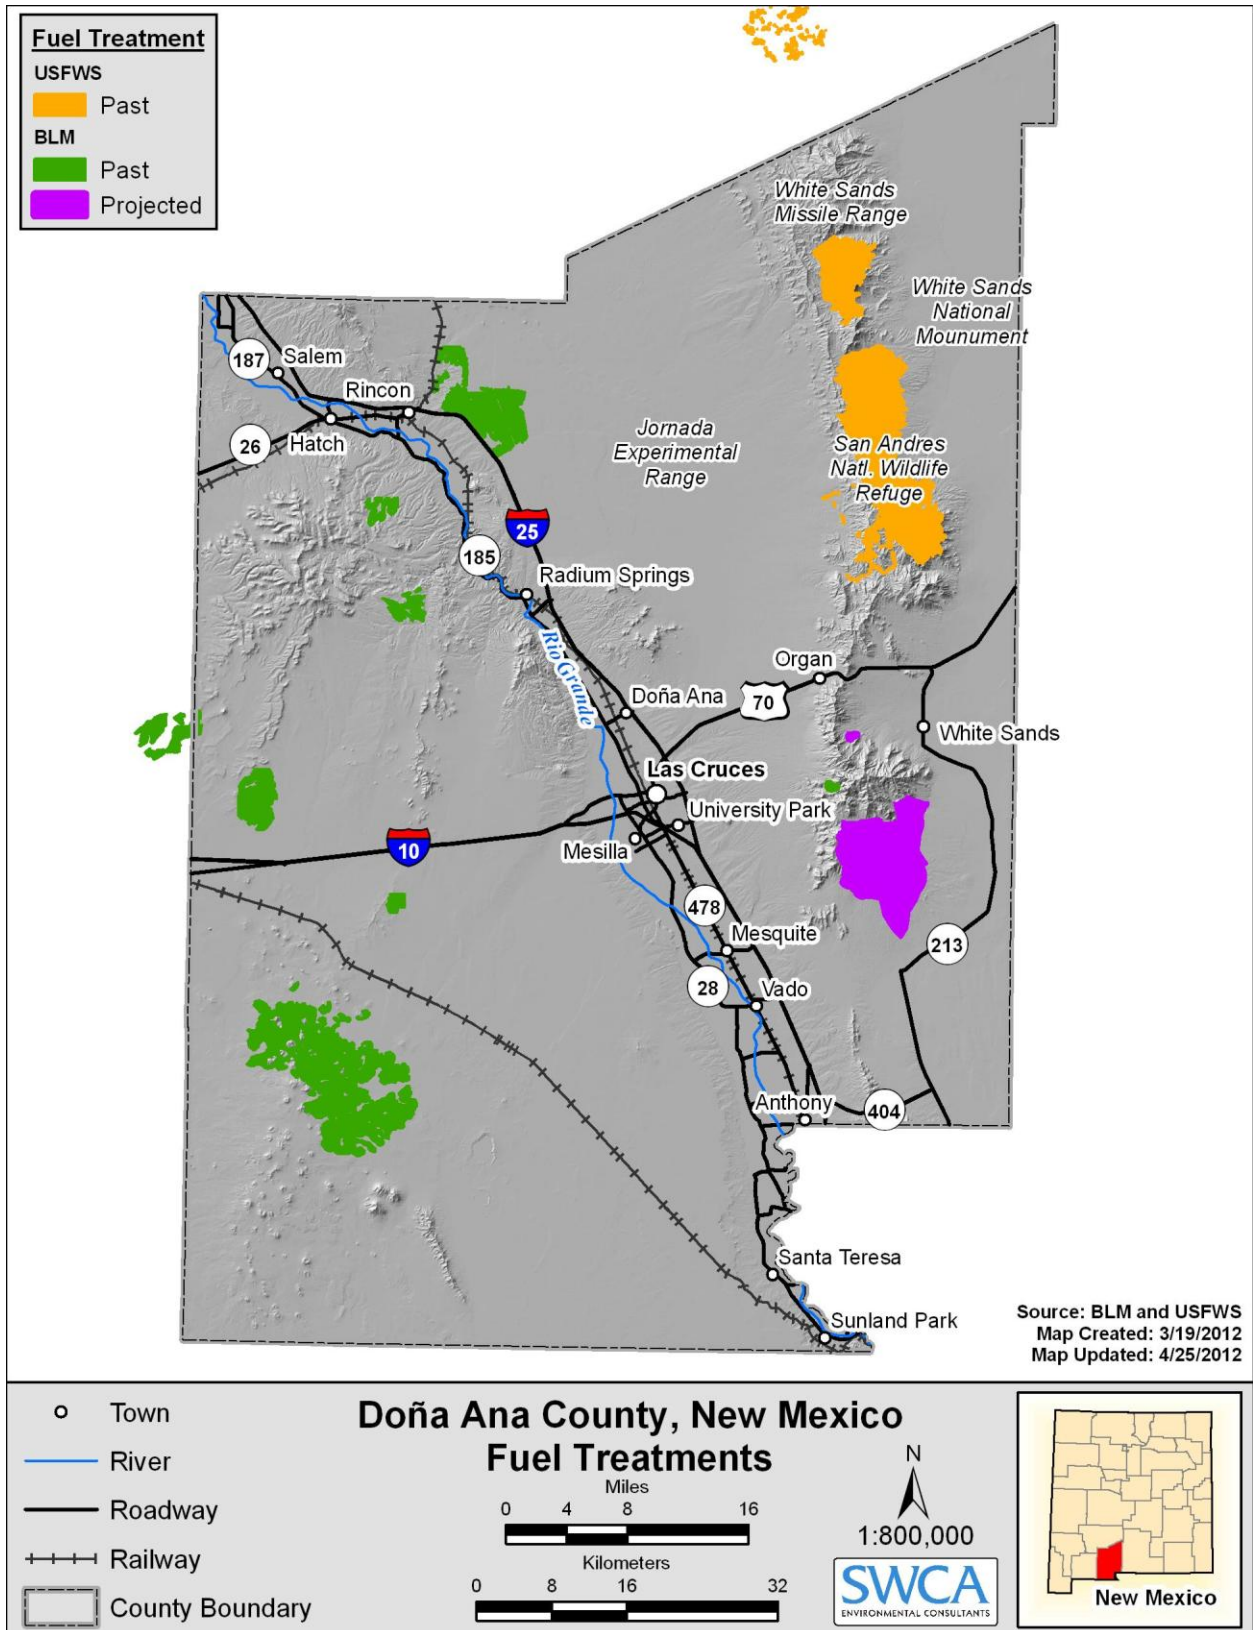 Fuel Treatment
USFWS
Past
BLM
Past
Projected
White Sands
Missile Range
White Sands
National
Mounument
187
Salem
Rincon
26
Hatch
Jornada
Experimental
Range
San Andres
Natl. Wildlife
Refuge
25
185
Radium Springs
Rio Grande
Organ
70
Doña Ana
White Sands
Las Cruces
University Park
10
Mesilla
478
Mesquite
213
28
Vado
Anthony
404
Santa Teresa
Sunland Park
Source: BLM and USFWS
Map Created: 3/19/2012
Map Updated: 4/25/2012
Town
River
Roadway
Railway
County Boundary
Doña Ana County, New Mexico
Fuel Treatments
Miles
0 4 8 16
Kilometers
0 8 16 32
N
1:800,000
SWCA
ENVIRONMENTAL CONSULTANTS
New Mexico